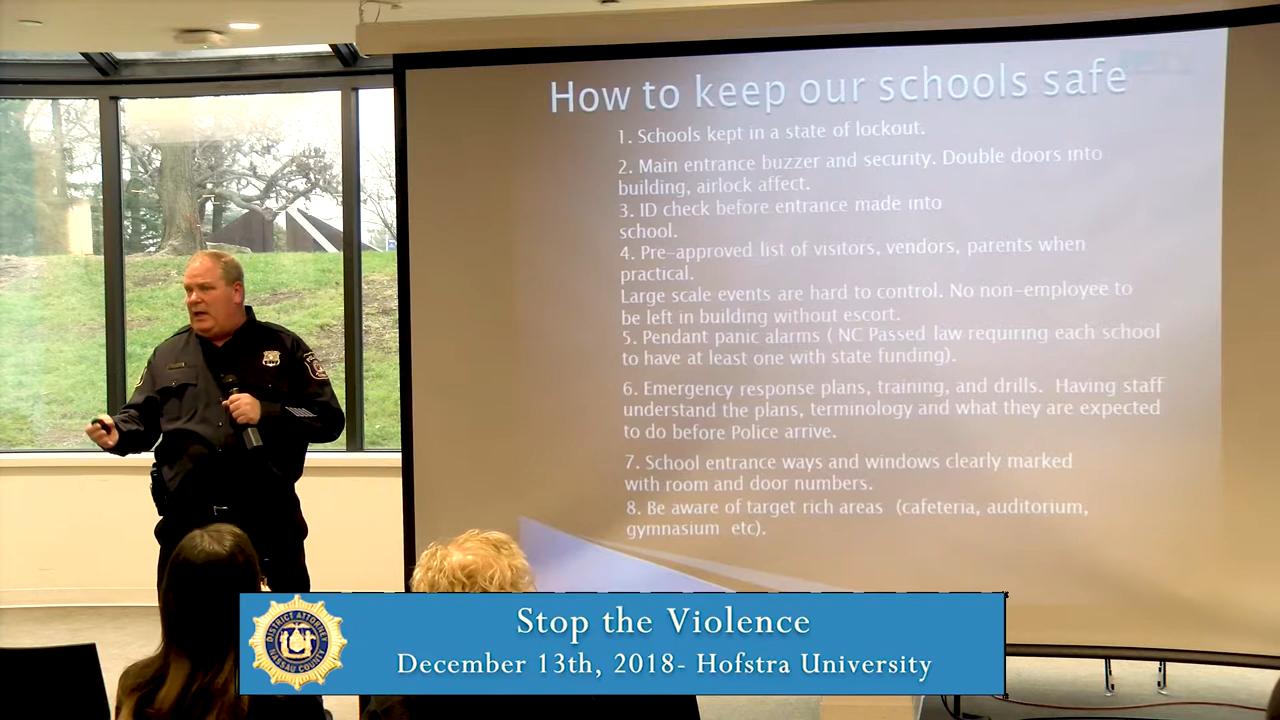 How to keep our schools safe
1. Schools kept in a state of lockout.
2. Main entrance buzzer and security. Double doors into
building, airlock affect.
3. ID check before entrance made into
school.
4. Pre-approved list of visitors, vendors, parents when
practical.
Large scale events are hard to control. No non-employee to
be left in building without escort.
5. Pendant panic alarms ( NC Passed law requiring each school
to have at least one with state funding).
6. Emergency response plans, training, and drills. Having staff
understand the plans, terminology and what they are expected
to do before Police arrive.
7. School entrance ways and windows clearly marked
with room and door numbers.
8. Be aware of target rich areas (cafeteria, auditorium,
gymnasium etc).
DISTRICT ATTORNEY
NASSAU COUNTY
Stop the Violence
December 13th, 2018- Hofstra University